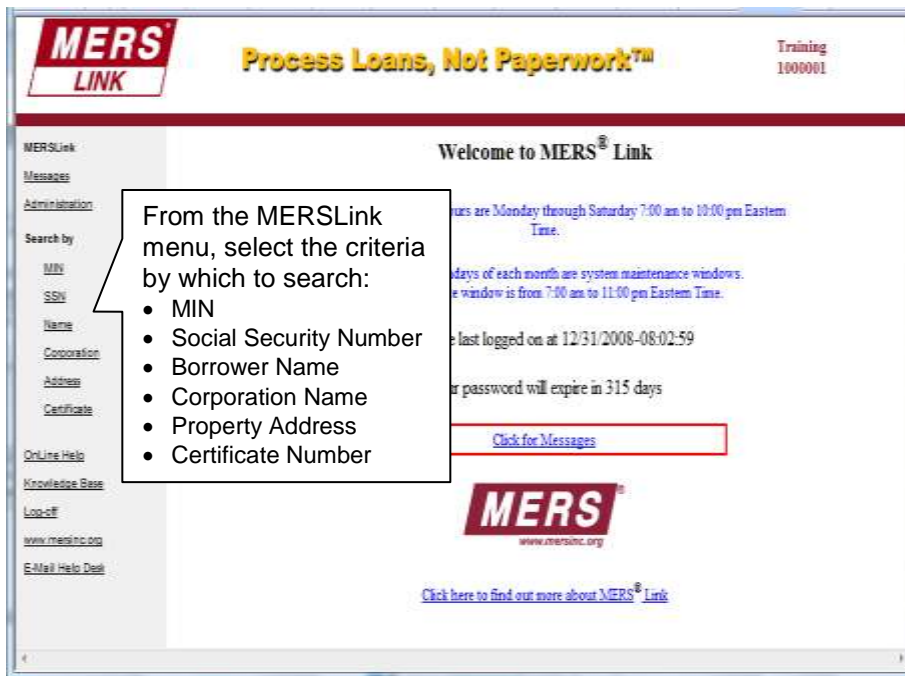 MERS®
LINK
Process Loans, Not Paperwork™
Training
1000001
MERSLink
Messages
Administration
Search by
MIN
SSN
Name
Corporation
Address
Certificate
OnLine Help
Knowledge Base
Log-off
www.mersinc.org
E-Mail Help Desk
From the MERSLink
menu, select the criteria
by which to search:
• MIN
• Social Security Number
• Borrower Name
• Corporation Name
• Property Address
• Certificate Number
Welcome to MERS® Link
are Monday through Saturday 7:00 am to 10:00 pm Eastern
Time.
of each month are system maintenance windows.
window is from 7:00 am to 11:00 pm Eastern Time.
last logged on at 12/31/2008-08:02:59
password will expire in 315 days
Click for Messages
MERS®
www.mersinc.org
Click here to find out more about MERS® Link